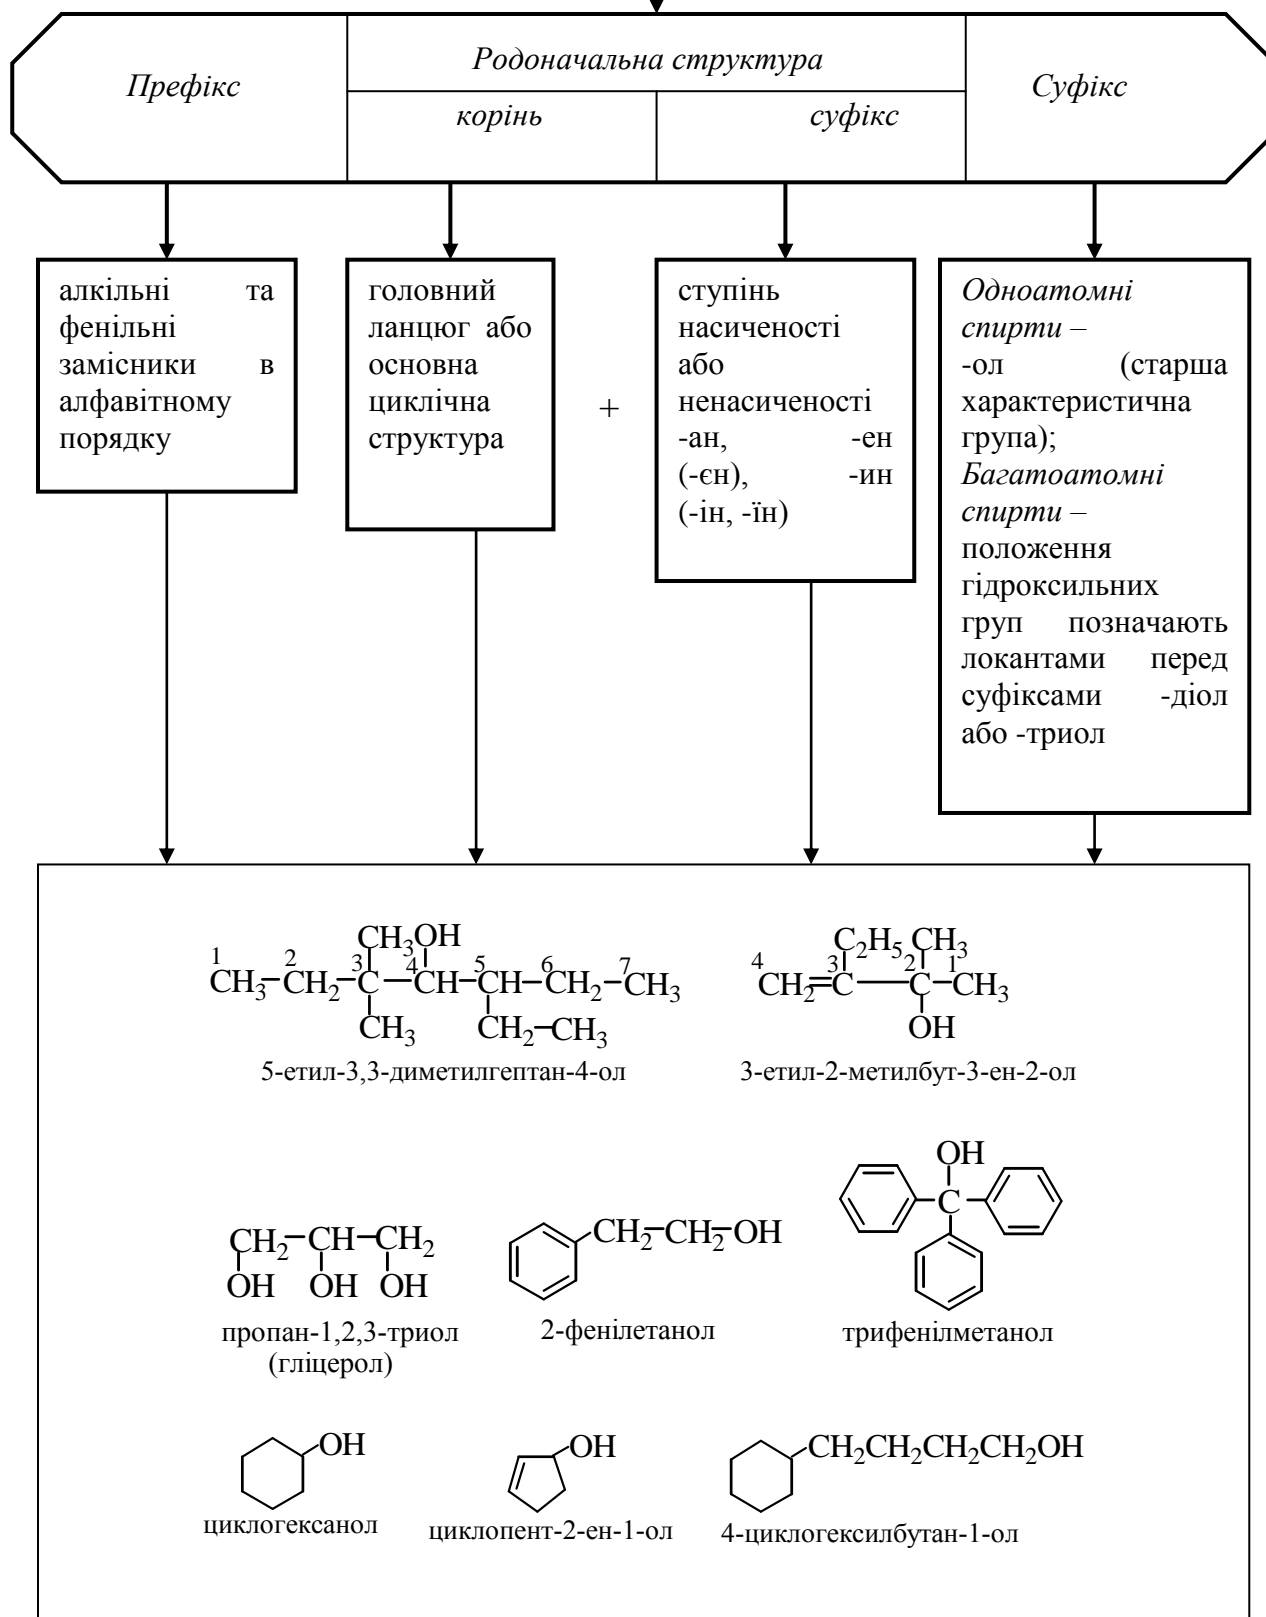 Префікс
Родоначальна структура
Суфікс
корінь
суфікс
алкільні та
фенільні
замісники в
алфавітному
порядку
головний
ланцюг або
основна
циклічна
структура
+
ступінь
насиченості
або
ненасиченості
-ан, -ен
(-єн), -ин
(-ін, -їн)
Одноатомні
спирти –
-ол (старша
характеристична
група);
Багатоатомні
спирти –
положення
гідроксильних
груп позначають
локантами перед
суфіксами -діол
або -триол
CH3 OH
1 2 3 4 5 6 7
CH3–CH2–C–CH–CH–CH2–CH3
CH3 CH2–CH3
5-етил-3,3-диметилгептан-4-ол
C2H5 CH3
4 3 2 1
CH2=C–C–CH3
OH
3-етил-2-метилбут-3-ен-2-ол
CH2–CH–CH2
OH OH OH
пропан-1,2,3-триол
(гліцерол)
CH2–CH2–OH
2-фенілетанол
OH
C
трифенілметанол
OH
циклогексанол
OH
циклопент-2-ен-1-ол
CH2CH2CH2CH2OH
4-циклогексилбутан-1-ол